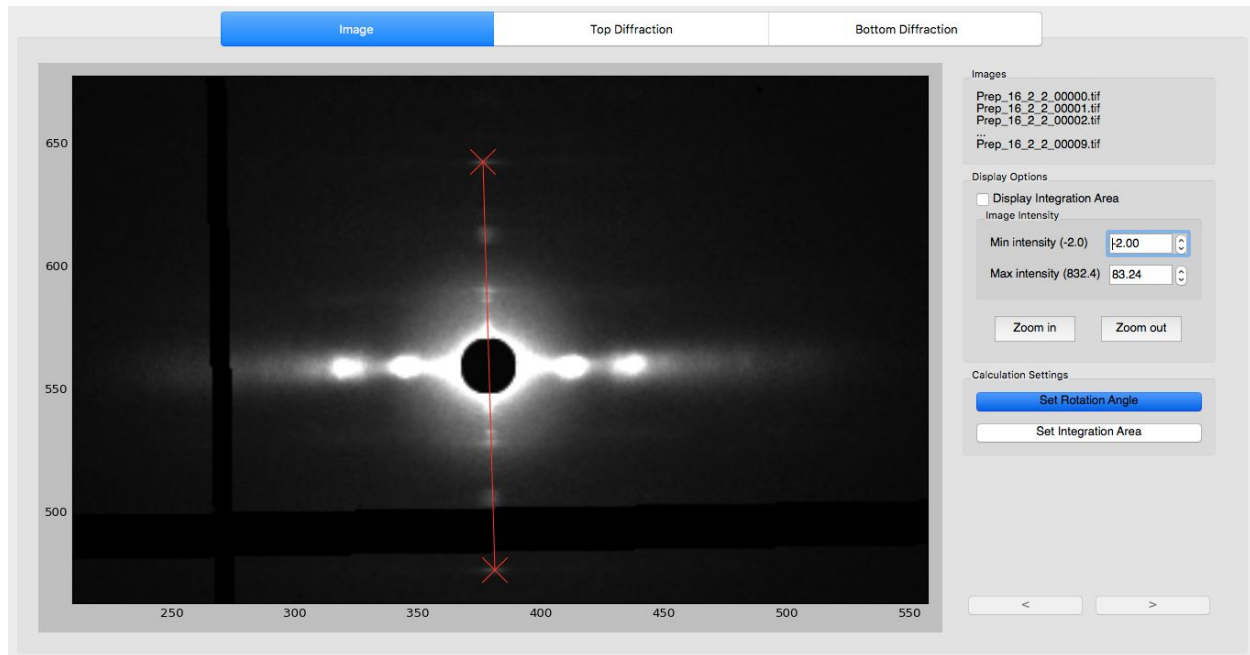 Image Top Diffraction Bottom Diffraction
650
600
550
500
250 300 350 400 450 500 550
Images
Prep_16_2_2_00000.tif
Prep_16_2_2_00001.tif
Prep_16_2_2_00002.tif
...
Prep_16_2_2_00009.tif
Display Options
Display Integration Area
Image Intensity
Min intensity (-2.0) -2.00
Max intensity (832.4) 83.24
Zoom in Zoom out
Calculation Settings
Set Rotation Angle
Set Integration Area
< >